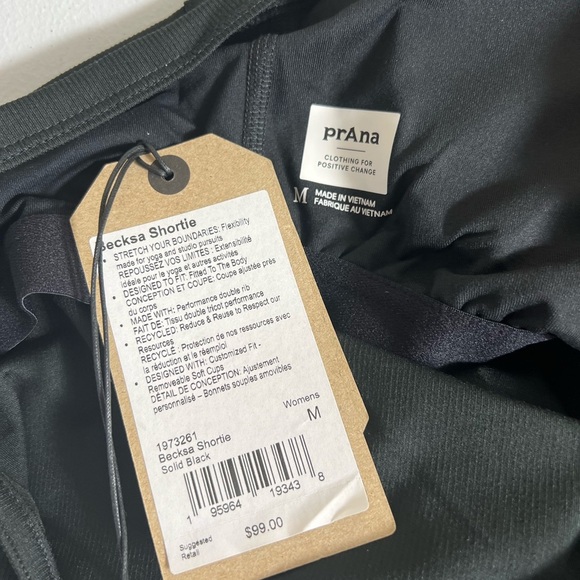 Becksa Shortie
• STRETCH YOUR BOUNDARIES: Flexibility
made for yoga and studio pursuits
REPOUSSEZ VOS LIMITES : Extensibilité
idéale pour le yoga et autres activités
• DESIGNED TO FIT: Fitted To The Body
CONCEPTION ET COUPE: Coupe ajustée près
du corps
• MADE WITH: Performance double rib
FAIT DE: Tissu double tricot performance
• RECYCLED: Reduce & Reuse to Respect our
Resources
RECYCLÉ : Protection de nos ressources avec
la réduction et le réemploi
• DESIGNED WITH: Customized Fit -
Removeable Soft Cups
DÉTAIL DE CONCEPTION: Ajustement
personnalisé – Bonnets souples amovibles
Womens
M
1973261
Becksa Shortie
Solid Black
1 95964 19343 8
Suggested
Retail
$99.00
prAna
CLOTHING FOR
POSITIVE CHANGE
M
MADE IN VIETNAM
FABRIQUE AU VIETNAM